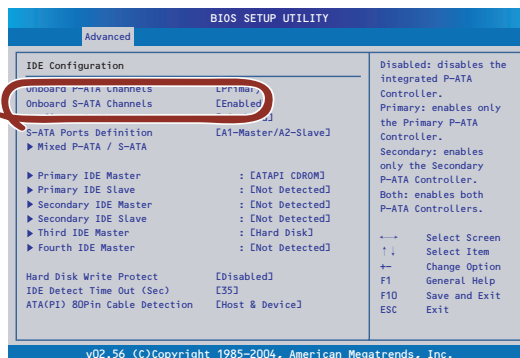 BIOS SETUP UTILITY
Advanced
IDE Configuration
Onboard P-ATA Channels [Primary
Onboard S-ATA Channels [Enabled
S-ATA Ports Definition [A1-Master/A2-Slave]
Mixed P-ATA / S-ATA
Primary IDE Master : [ATAPI CDROM]
Primary IDE Slave : [Not Detected]
Secondary IDE Master : [Not Detected]
Secondary IDE Slave : [Not Detected]
Third IDE Master : [Hard Disk]
Fourth IDE Master : [Not Detected]
Hard Disk Write Protect [Disabled]
IDE Detect Time Out (Sec) [35]
ATA(PI) 80Pin Cable Detection [Host & Device]
Disabled: disables the
integrated P-ATA
Controller.
Primary: enables only
the Primary P-ATA
Controller.
Secondary: enables
only the Secondary
P-ATA Controller.
Both: enables both
P-ATA Controllers.
←→ Select Screen
↑↓ Select Item
+- Change Option
F1 General Help
F10 Save and Exit
ESC Exit
v02.56 (C)Copyright 1985-2004, American Megatrends, Inc.